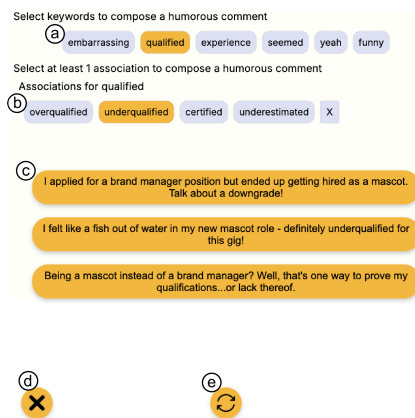 Select keywords to compose a humorous comment
a embarrassing qualified experience seemed yeah funny
Select at least 1 association to compose a humorous comment
Associations for qualified
b overqualified underqualified certified underestimated X
c
I applied for a brand manager position but ended up getting hired as a mascot.
Talk about a downgrade!
I felt like a fish out of water in my new mascot role - definitely underqualified for
this gig!
Being a mascot instead of a brand manager? Well, that's one way to prove my
qualifications...or lack thereof.
d e